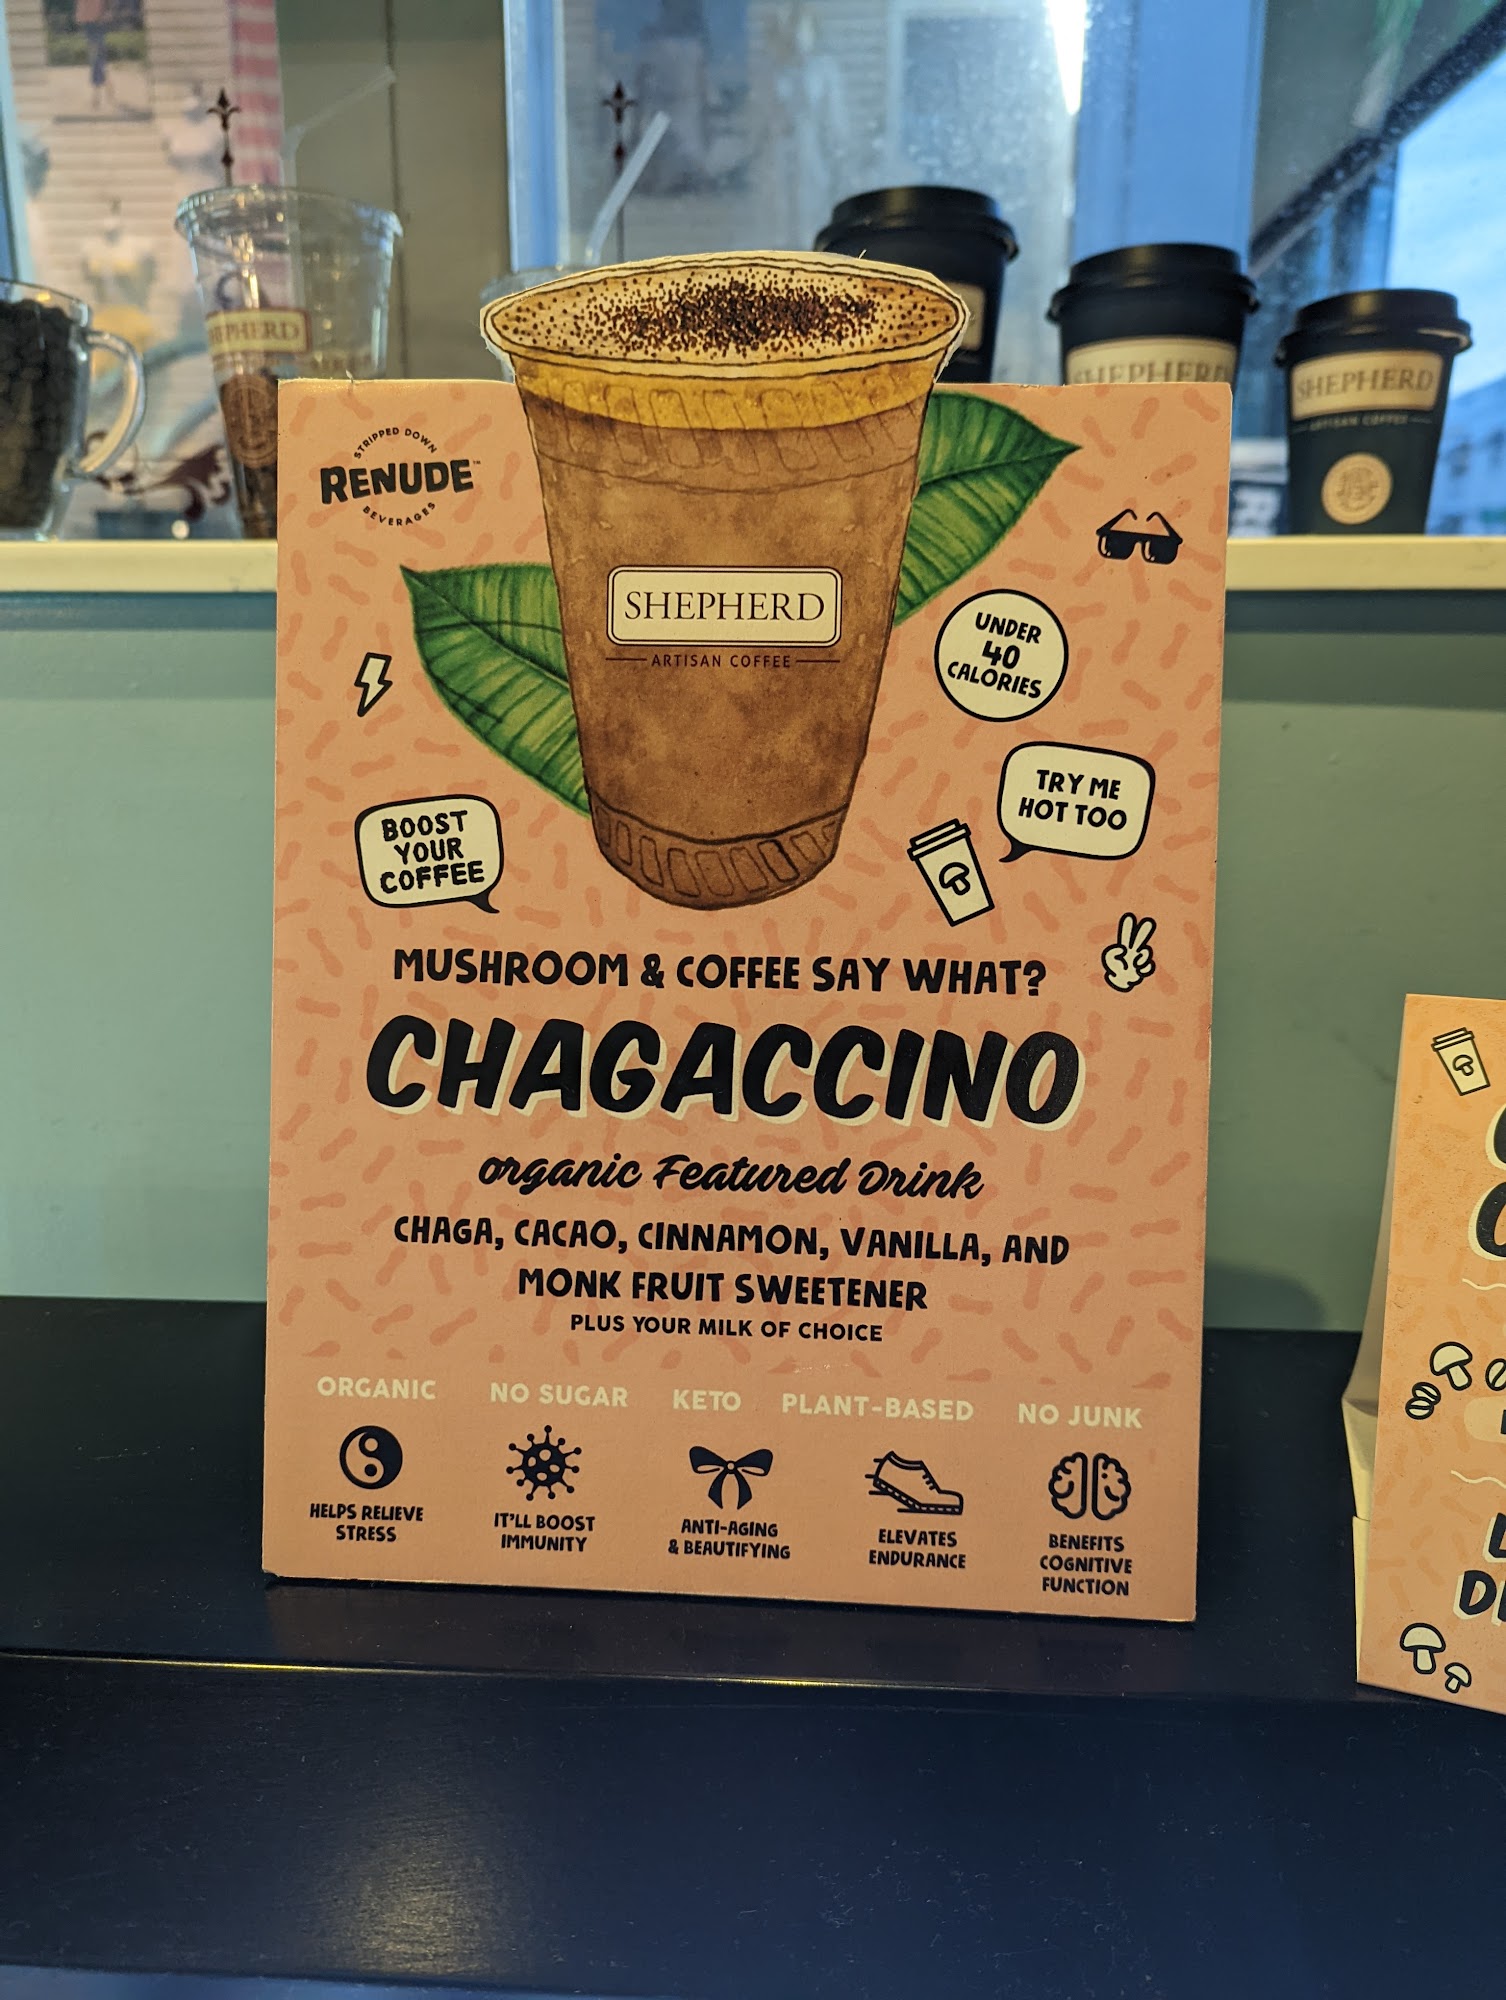 SHEPHERD
SHEPHERD
SHEPHERD
ARTISAN COFFEE
STRIPPED DOWN
RENUDE™
BEVERAGES
SHEPHERD
ARTISAN COFFEE
UNDER
40
CALORIES
TRY ME
HOT TOO
BOOST
YOUR
COFFEE
MUSHROOM & COFFEE SAY WHAT?
CHAGACCINO
organic Featured Drink
CHAGA, CACAO, CINNAMON, VANILLA, AND
MONK FRUIT SWEETENER
PLUS YOUR MILK OF CHOICE
ORGANIC NO SUGAR KETO PLANT-BASED NO JUNK
HELPS RELIEVE
STRESS
IT'LL BOOST
IMMUNITY
ANTI-AGING
& BEAUTIFYING
ELEVATES
ENDURANCE
BENEFITS
COGNITIVE
FUNCTION